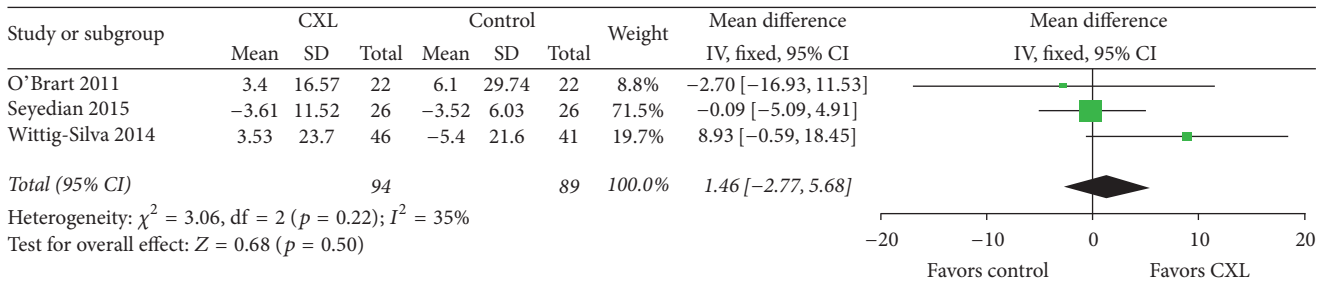 Study or subgroup CXL Control Weight Mean difference Mean difference
Mean SD Total Mean SD Total IV, fixed, 95% CI IV, fixed, 95% CI
O'Brart 2011 3.4 16.57 22 6.1 29.74 22 8.8% −2.70 [−16.93, 11.53]
Seyedian 2015 −3.61 11.52 26 −3.52 6.03 26 71.5% −0.09 [−5.09, 4.91]
Wittig-Silva 2014 3.53 23.7 46 −5.4 21.6 41 19.7% 8.93 [−0.59, 18.45]
Total (95% CI) 94 89 100.0% 1.46 [−2.77, 5.68]
Heterogeneity: χ² = 3.06, df = 2 (p = 0.22); I² = 35%
Test for overall effect: Z = 0.68 (p = 0.50)
−20 −10 0 10 20
Favors control Favors CXL